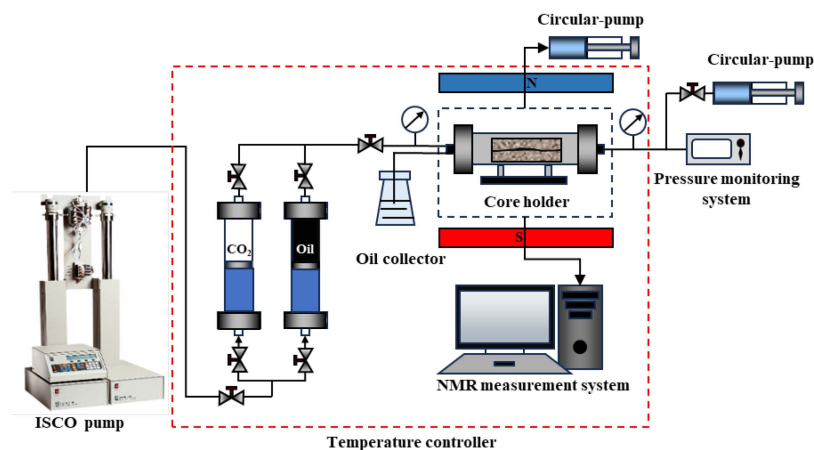 Circular-pump
Circular-pump
N
CO₂
Oil
Core holder
Pressure monitoring
system
Oil collector
S
NMR measurement system
ISCO pump
Temperature controller